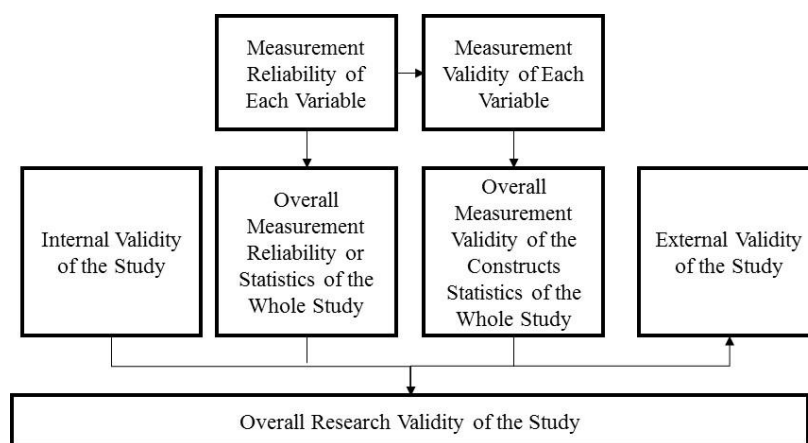 Measurement
Reliability of
Each Variable
Measurement
Validity of Each
Variable
Internal Validity
of the Study
Overall
Measurement
Reliability or
Statistics of the
Whole Study
Overall
Measurement
Validity of the
Constructs
Statistics of the
Whole Study
External Validity
of the Study
Overall Research Validity of the Study